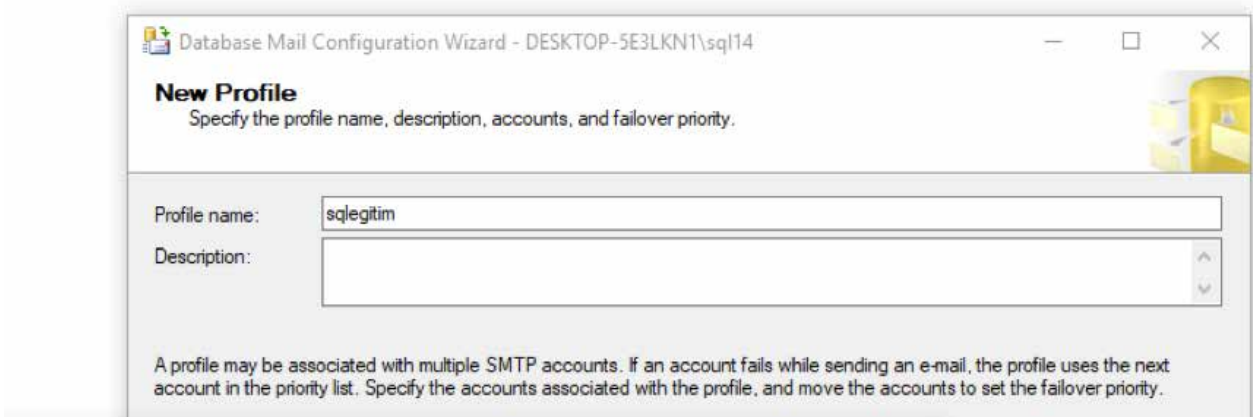 Database Mail Configuration Wizard - DESKTOP-5E3LKN1\sql14
New Profile
Specify the profile name, description, accounts, and failover priority.
Profile name: sqlegitim
Description:
A profile may be associated with multiple SMTP accounts. If an account fails while sending an e-mail, the profile uses the next
account in the priority list. Specify the accounts associated with the profile, and move the accounts to set the failover priority.